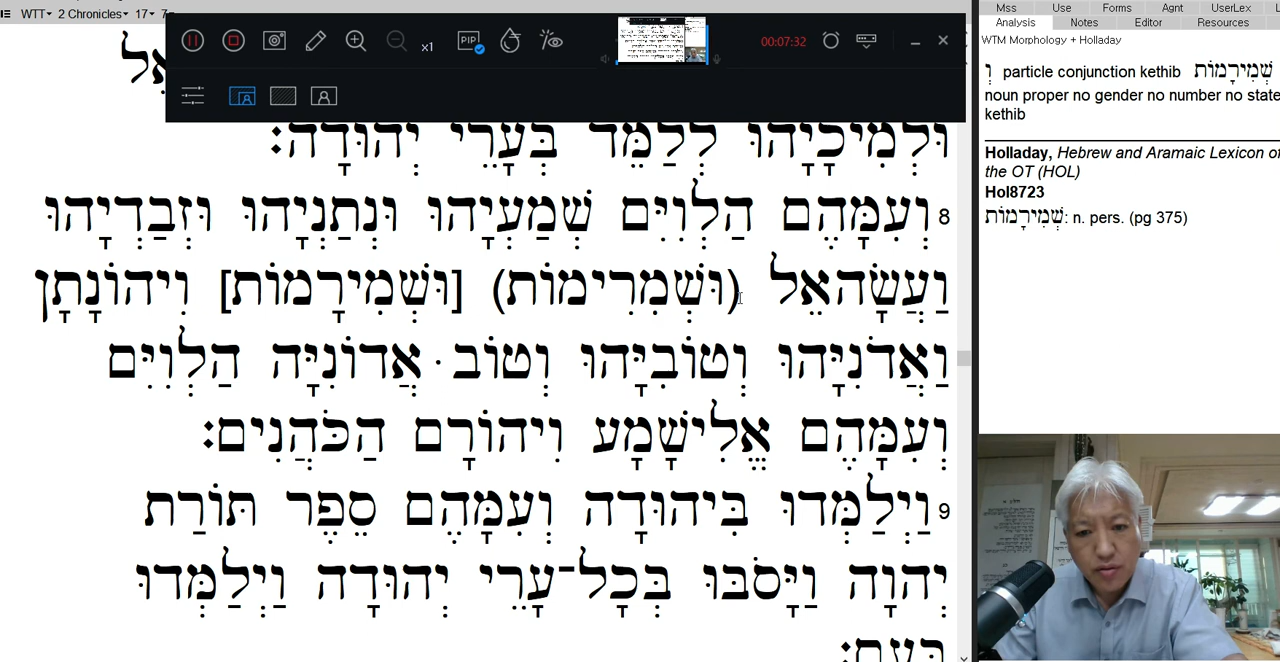 WTT 2 Chronicles 17
x1
PIP
00:07:32
וּלְמִיכָיָהוּ לְלַמֵּד בְּעָרֵי יְהוּדָה׃
8 וְעִמָּהֶם הַלְוִיִּם שְׁמַעְיָהוּ וּנְתַנְיָהוּ וּזְבַדְיָהוּ
וַעֲשָׂהאֵל (וּשְׁמִרִימוֹת) [וּשְׁמִירָמוֹת] וִיהוֹנָתָן
וַאֲדֹנִיָּהוּ וְטוֹבִיָּהוּ וְטוֹב אֲדוֹנִיָּה הַלְוִיִּם
וְעִמָּהֶם אֱלִישָׁמָע וִיהוֹרָם הַכֹּהֲנִים׃
9 וַיְלַמְּדוּ בִּיהוּדָה וְעִמָּהֶם סֵפֶר תּוֹרַת
יְהוָה וַיָּסֹבּוּ בְּכָל־עָרֵי יְהוּדָה וַיְלַמְּדוּ
בָּעָם׃
Mss Use Forms Agnt UserLex
Analysis Notes Editor Resources
WTM Morphology + Holladay
וְ particle conjunction kethib שְׁמִירָמוֹת
noun proper no gender no number no state
kethib
Holladay, Hebrew and Aramaic Lexicon of
the OT (HOL)
Hol8723
שְׁמִירָמוֹת: n. pers. (pg 375)